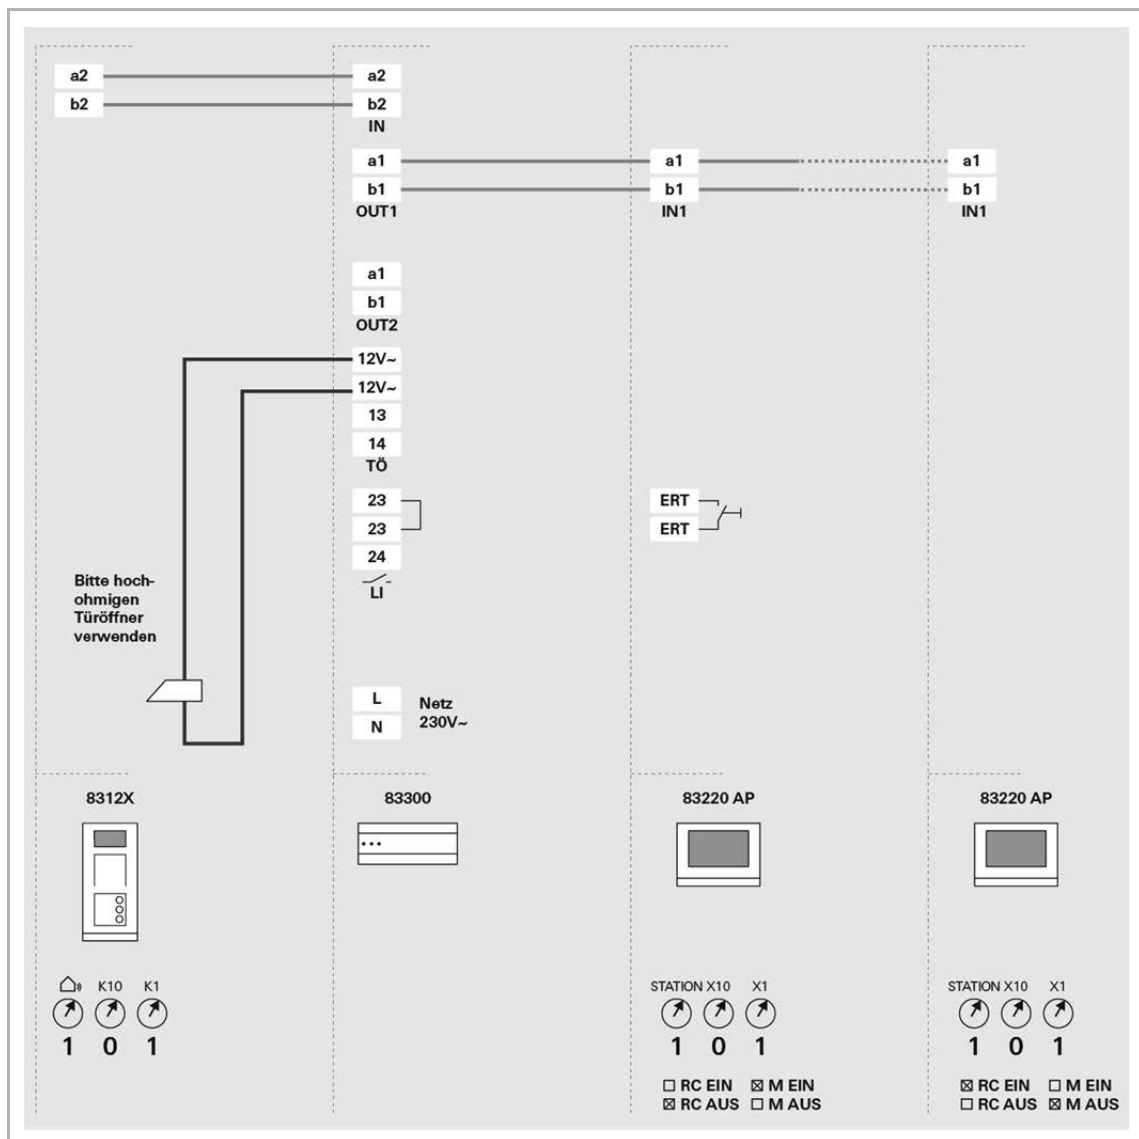 a2 a2
b2 b2
IN
a1 a1 a1
b1 b1 b1
OUT1 IN1 IN1
a1
b1
OUT2
12V~
12V~
13
14
TÖ
23 ERT
23 ERT
24
LI
Bitte hoch-
ohmigen
Türöffner
verwenden
L
N
Netz
230V~
8312X 83300 83220 AP 83220 AP
K10 K1 STATION X10 X1 STATION X10 X1
1 0 1 1 0 1 1 0 1
☐ RC EIN ☒ M EIN ☒ RC EIN ☐ M EIN
☒ RC AUS ☐ M AUS ☐ RC AUS ☒ M AUS